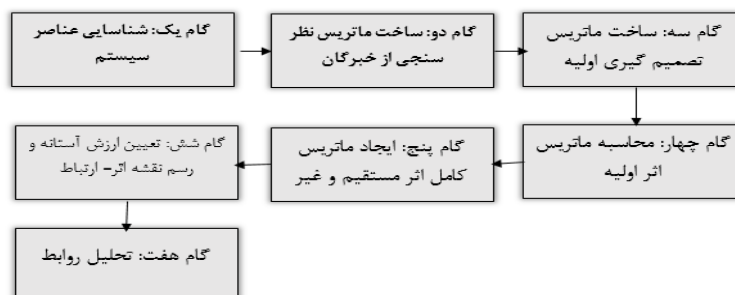 گام یک: شناسایی عناصر
سیستم
گام دو: ساخت ماتریس نظر
سنجی از خبرگان
گام سه: ساخت ماتریس
تصمیم گیری اولیه
گام چهار: محاسبه ماتریس
اثر اولیه
گام پنج: ایجاد ماتریس
کامل اثر مستقیم و غیر
گام شش: تعیین ارزش آستانه و
رسم نقشه اثر- ارتباط
گام هفت: تحلیل روابط